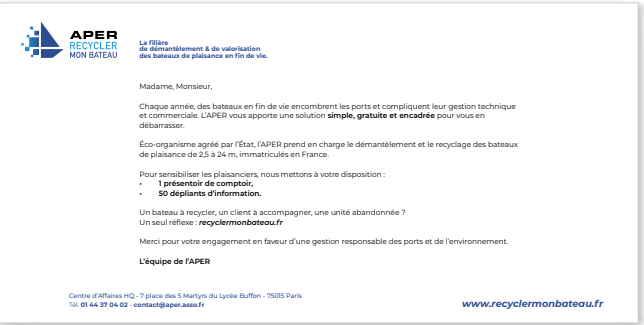 APER
RECYCLER
MON BATEAU
La filière
de démantèlement & de valorisation
des bateaux de plaisance en fin de vie.
Madame, Monsieur,
Chaque année, des bateaux en fin de vie encombrent les ports et compliquent leur gestion technique
et commerciale. L'APER vous apporte une solution simple, gratuite et encadrée pour vous en
débarrasser.
Éco-organisme agréé par l'État, l'APER prend en charge le démantèlement et le recyclage des bateaux
de plaisance de 2,5 à 24 m, immatriculés en France.
Pour sensibiliser les plaisanciers, nous mettons à votre disposition :
• 1 présentoir de comptoir,
• 50 dépliants d'information.
Un bateau à recycler, un client à accompagner, une unité abandonnée ?
Un seul réflexe : recyclermonbateau.fr
Merci pour votre engagement en faveur d'une gestion responsable des ports et de l'environnement.
L'équipe de l'APER
Centre d'Affaires HQ - 7 place des 5 Martyrs du Lycée Buffon - 75015 Paris
Tél. 01 44 37 04 02 - contact@aper.asso.fr
www.recyclermonbateau.fr